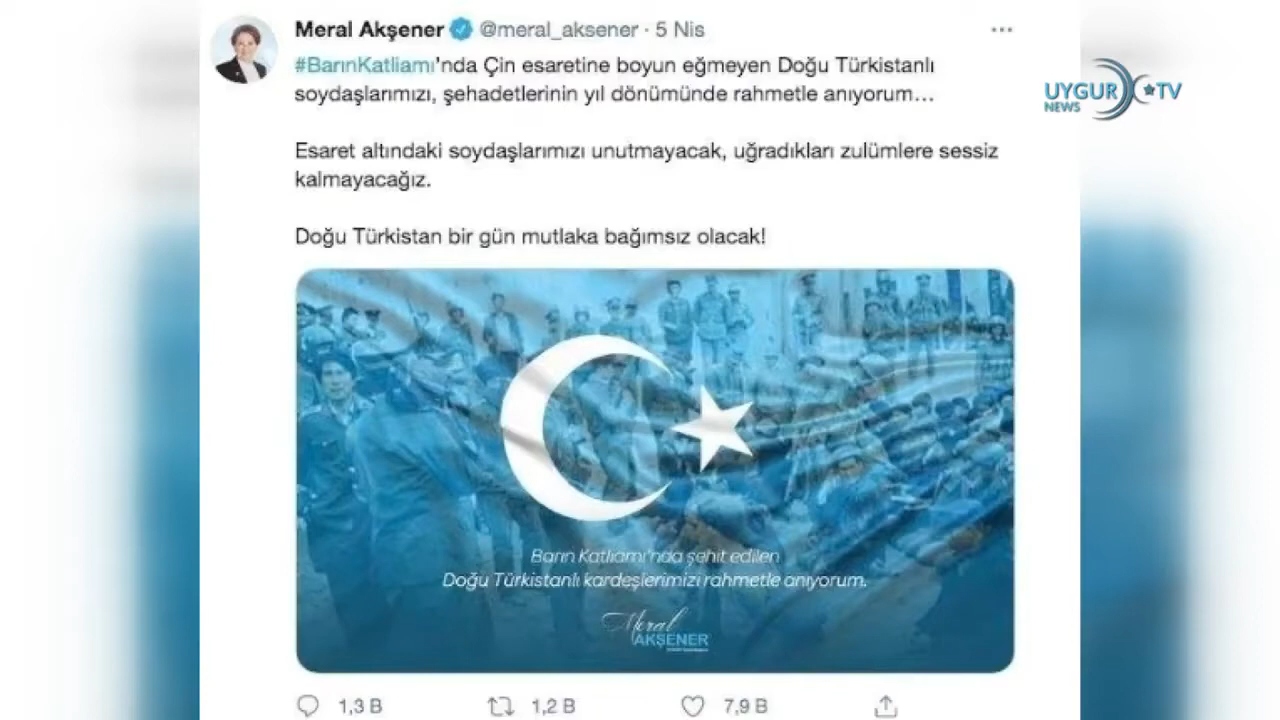 Meral Akşener @meral_aksener · 5 Nis
#BarınKatliamı'nda Çin esaretine boyun eğmeyen Doğu Türkistanlı
soydaşlarımızı, şehadetlerinin yıl dönümünde rahmetle anıyorum...
UYGUR TV
NEWS
Esaret altındaki soydaşlarımızı unutmayacak, uğradıkları zulümlere sessiz
kalmayacağız.
Doğu Türkistan bir gün mutlaka bağımsız olacak!
Barın Katliamı'nda şehit edilen
Doğu Türkistanlı kardeşlerimizi rahmetle anıyorum.
Meral
AKŞENER
1,3 B 1,2 B 7,9 B